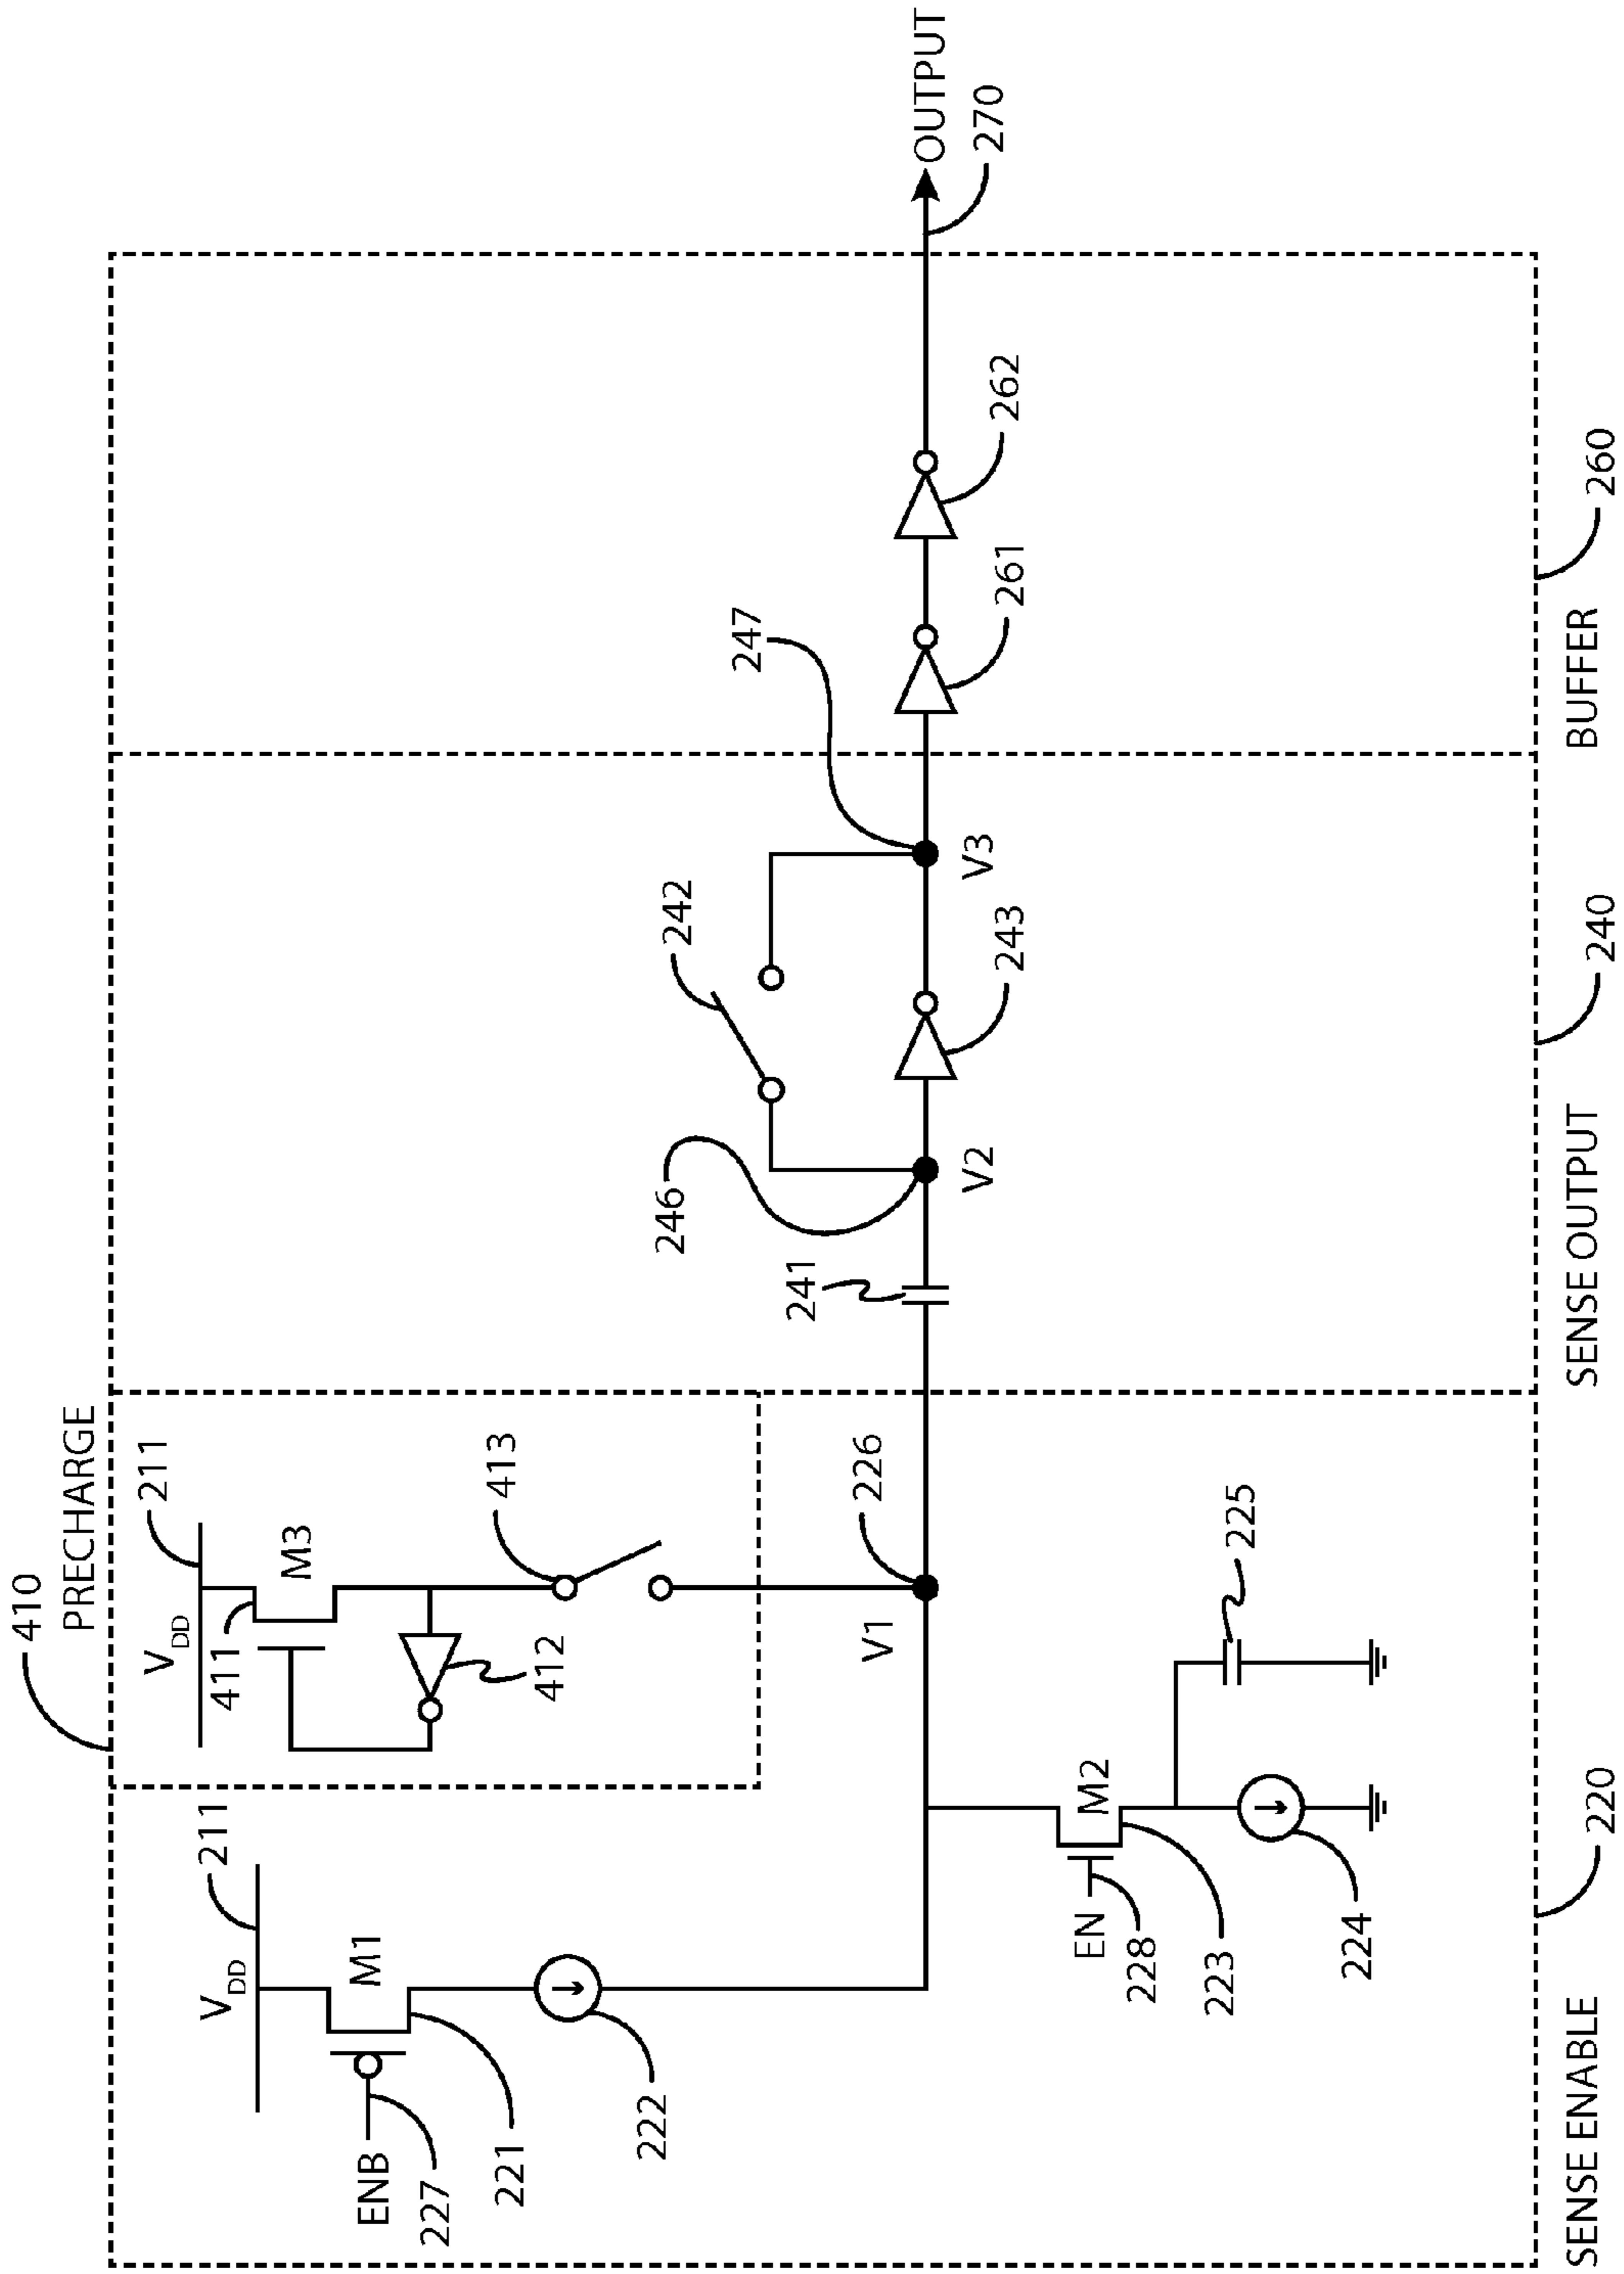 410
PRECHARGE
211
V_DD
411
M3
412
413
211
V_DD
ENB
227
M1
221
222
V1
226
EN
228
M2
223
224
225
241
246
V2
242
243
247
V3
261
262
OUTPUT
270
SENSE ENABLE
220
SENSE OUTPUT
240
BUFFER
260